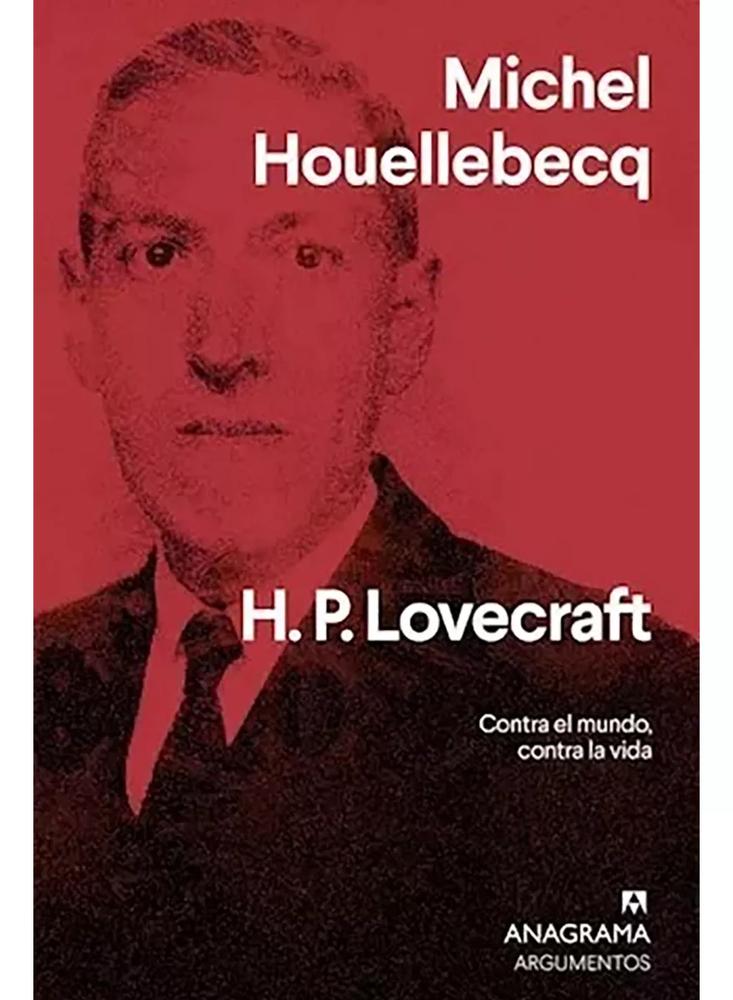 Michel
Houellebecq
H. P. Lovecraft
Contra el mundo,
contra la vida
ANAGRAMA
ARGUMENTOS